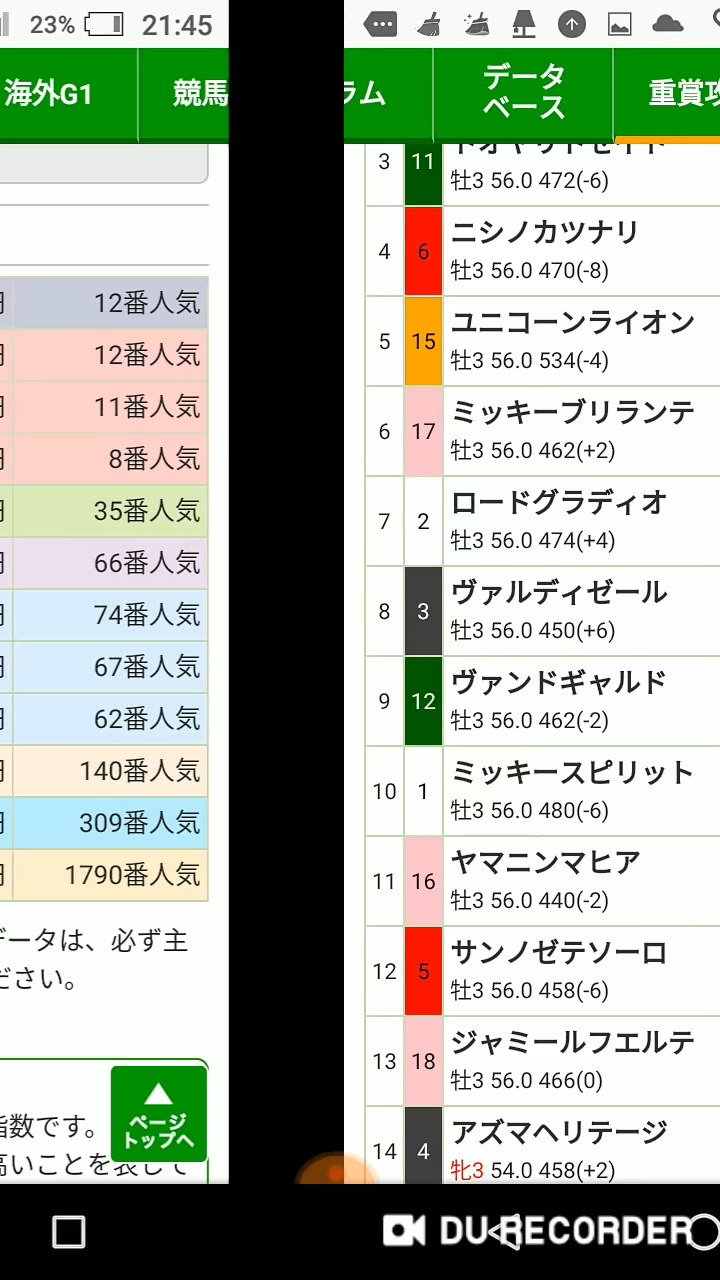 23% 21:45
海外G1
競馬
ラム
データ
ベース
重賞攻
12番人気
12番人気
11番人気
8番人気
35番人気
66番人気
74番人気
67番人気
62番人気
140番人気
309番人気
1790番人気
データは、必ず主
ださい。
指数です。
高いことを表して
ページ
トップへ
3 11
牡3 56.0 472(-6)
4 6 ニシノカツナリ
牡3 56.0 470(-8)
5 15 ユニコーンライオン
牡3 56.0 534(-4)
6 17 ミッキーブリランテ
牡3 56.0 462(+2)
7 2 ロードグラディオ
牡3 56.0 474(+4)
8 3 ヴァルディゼール
牡3 56.0 450(+6)
9 12 ヴァンドギャルド
牡3 56.0 462(-2)
10 1 ミッキースピリット
牡3 56.0 480(-6)
11 16 ヤマニンマヒア
牡3 56.0 440(-2)
12 5 サンノゼテソーロ
牡3 56.0 458(-6)
13 18 ジャミールフエルテ
牡3 56.0 466(0)
14 4 アズマヘリテージ
牝3 54.0 458(+2)
DU RECORDER